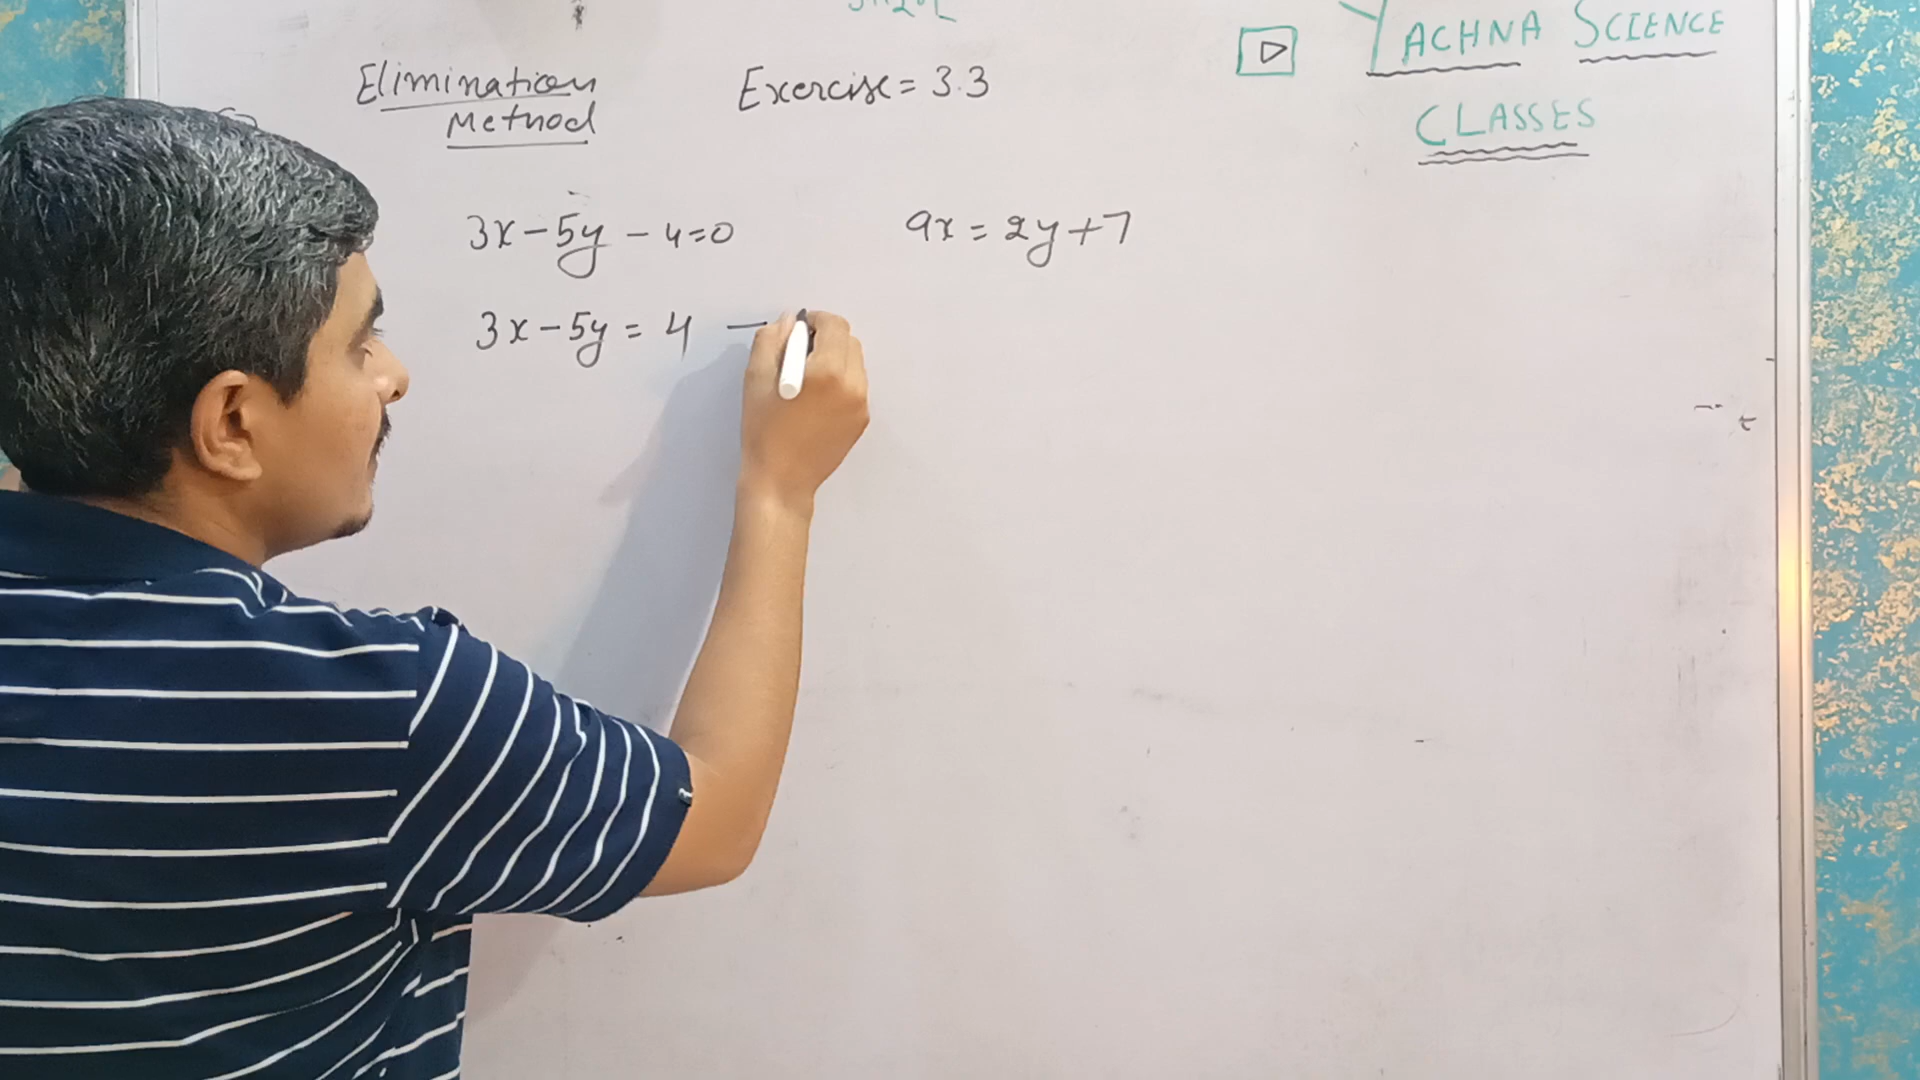 Elimination
Method
Exercise = 3.3
YACHNA SCIENCE
CLASSES
3x - 5y - 4 = 0
9x = 2y + 7
3x - 5y = 4 —